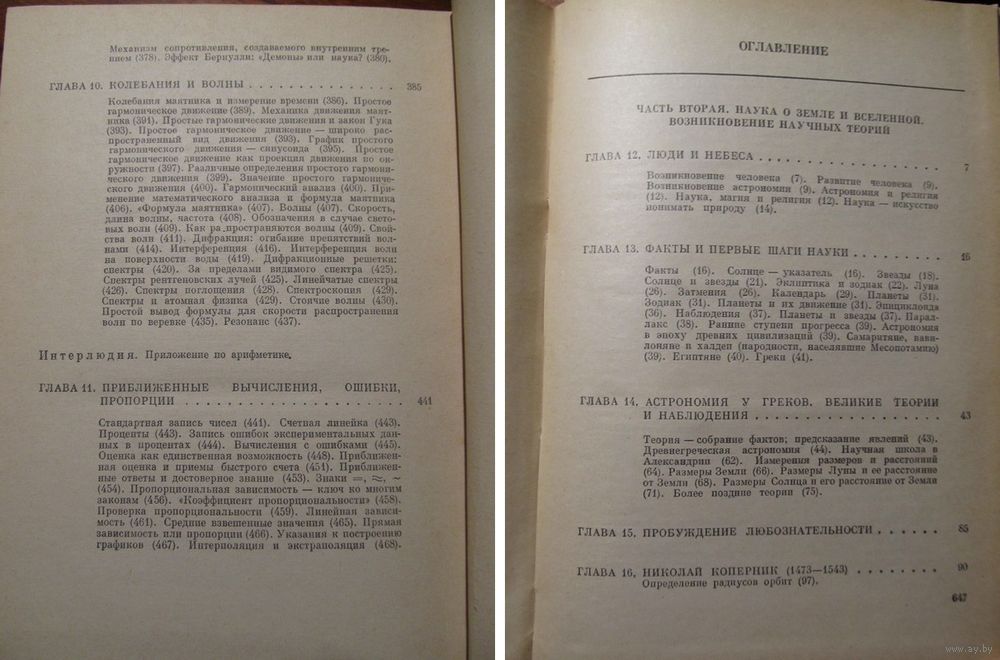 Механизм сопротивления, создаваемого внутренним тре-
нием (378). Эффект Бернулли: «Демоны» или наука? (380).
ГЛАВА 10. КОЛЕБАНИЯ И ВОЛНЫ . . . . . . . . . . . . . . 385
Колебания маятника и измерение времени (386). Простое
гармоническое движение (389). Механика движения маят-
ника (391). Простые гармонические движения и закон Гука
(393). Простое гармоническое движение — широко рас-
пространенный вид движения (393). График простого
гармонического движения — синусоида (395). Простое
гармоническое движение как проекция движения по ок-
ружности (397). Различные определения простого гармони-
ческого движения (399). Значение простого гармониче-
ского движения (400). Гармонический анализ (400). При-
менение математического анализа и формула маятника
(406). «Формула маятника» (407). Волны (407). Скорость,
длина волны, частота (408). Обозначения в случае свето-
вых волн (409). Как ра.пространяются волны (409). Свой-
ства волн (411). Дифракция: огибание препятствий вол-
нами (414). Интерференция (416). Интерференция волн
на поверхности воды (419). Дифракционные решетки:
спектры (420). За пределами видимого спектра (425).
Спектры рентгеновских лучей (425). Линейчатые спектры
(426). Спектры поглощения (428). Спектроскопия (429).
Спектры и атомная физика (429). Стоячие волны (430).
Простой вывод формулы для скорости распространения
волн по веревке (435). Резонанс (437).
Интерлюдия. Приложение по арифметике.
ГЛАВА 11. ПРИБЛИЖЕННЫЕ ВЫЧИСЛЕНИЯ, ОШИБКИ,
ПРОПОРЦИИ . . . . . . . . . . . . . . . . . . . . 441
Стандартная запись чисел (441). Счетная линейка (443).
Проценты (443). Запись ошибок экспериментальных дан-
ных в процентах (444). Вычисления с ошибками (445).
Оценка как единственная возможность (448). Приближен-
ная оценка и приемы быстрого счета (451). Приближен-
ные ответы и достоверное знание (453). Знаки =, ≈, ~
(454). Пропорциональная зависимость — ключ ко многим
законам (456). «Коэффициент пропорциональности» (458).
Проверка пропорциональности (459). Линейная зависи-
мость (461). Средние взвешенные значения (465). Прямая
зависимость или пропорции (466). Указания к построению
графиков (467). Интерполяция и экстраполяция (468).
ОГЛАВЛЕНИЕ
ЧАСТЬ ВТОРАЯ. НАУКА О ЗЕМЛЕ И ВСЕЛЕННОЙ.
ВОЗНИКНОВЕНИЕ НАУЧНЫХ ТЕОРИЙ
ГЛАВА 12. ЛЮДИ И НЕБЕСА . . . . . . . . . . . . . . 7
Возникновение человека (7). Развитие человека (9).
Возникновение астрономии (9). Астрономия и религия
(12). Наука, магия и религия (12). Наука — искусство
понимать природу (14).
ГЛАВА 13. ФАКТЫ И ПЕРВЫЕ ШАГИ НАУКИ . . . . . . . . . 16
Факты (16). Солнце — указатель (16). Звезды (18).
Солнце и звезды (21). Эклиптика и зодиак (22). Луна
(26). Затмения (26). Календарь (29). Планеты (31).
Зодиак (31). Планеты и их движение (31). Эпициклоида
(36). Наблюдения (37). Планеты и звезды (37). Парал-
лакс (38). Ранние ступени прогресса (39). Астрономия
в эпоху древних цивилизаций (39). Самаритяне, вави-
лоняне и халдеи (народности, населявшие Месопотамию)
(39). Египтяне (40). Греки (41).
ГЛАВА 14. АСТРОНОМИЯ У ГРЕКОВ. ВЕЛИКИЕ ТЕОРИИ
И НАБЛЮДЕНИЯ . . . . . . . . . . . . . . . . . 43
Теория — собрание фактов; предсказание явлений (43).
Древнегреческая астрономия (44). Научная школа в
Александрии (62). Измерения размеров и расстояний
(64). Размеры Земли (66). Размеры Луны и ее расстояние
от Земли (68). Размеры Солнца и его расстояние от Земли
(71). Более поздние теории (75).
ГЛАВА 15. ПРОБУЖДЕНИЕ ЛЮБОЗНАТЕЛЬНОСТИ . . . . . . 85
ГЛАВА 16. НИКОЛАЙ КОПЕРНИК (1473—1543) . . . . . . . . 90
Определение радиусов орбит (97).
647
www.ay.by